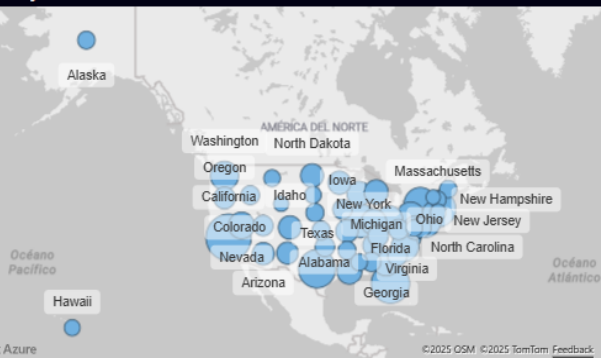 Alaska
AMÉRICA DEL NORTE
Washington
North Dakota
Oregon
Iowa
Massachusetts
California
Idaho
New York
New Hampshire
Colorado
Texas
Michigan
Ohio
New Jersey
Nevada
Alabama
Florida
North Carolina
Océano
Pacífico
Arizona
Virginia
Océano
Atlántico
Georgia
Hawaii
Azure
©2025 OSM ©2025 TomTom Feedback